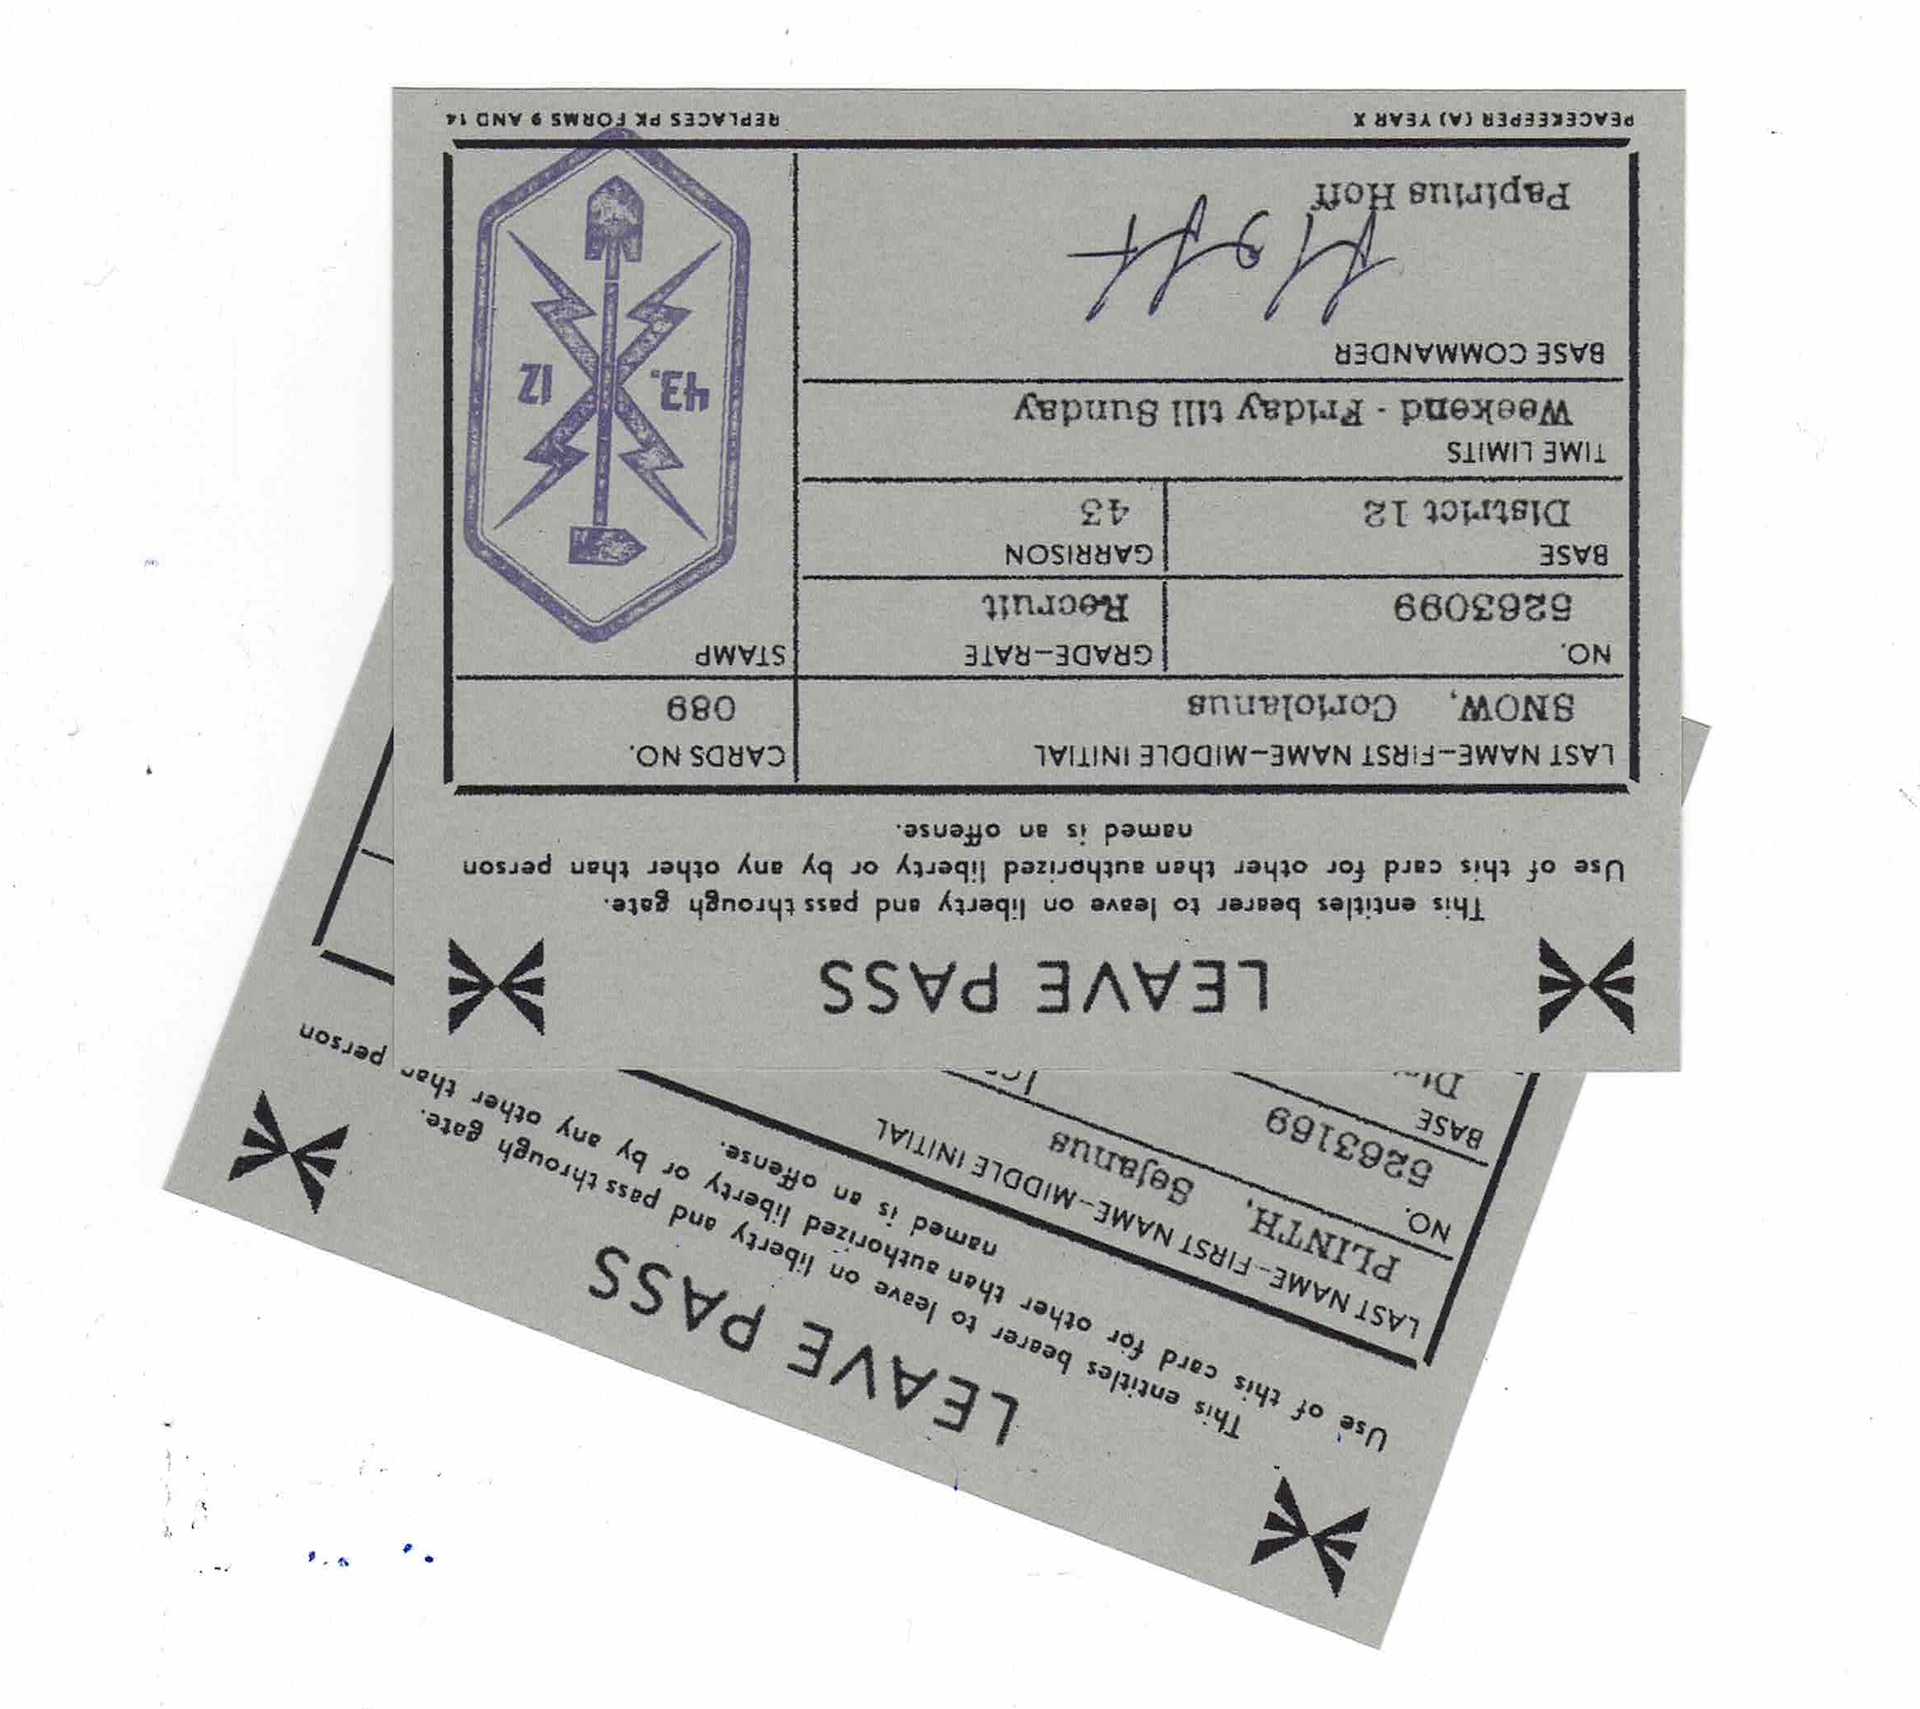 LEAVE PASS
This entitles bearer to leave on liberty and pass through gate.
Use of this card for other than authorized liberty or by any other than person
named is an offense.
LAST NAME–FIRST NAME–MIDDLE INITIAL
SNOW, Coriolanus
CARDS NO.
089
NO.
5263099
GRADE–RATE
Recruit
STAMP
43. 12
BASE
District 12
GARRISON
43
TIME LIMITS
Weekend - Friday till Sunday
BASE COMMANDER
Hoff
Papirius Hoff
PEACEKEEPER (A) YEAR X
REPLACES PK FORMS 9 AND 14
LEAVE PASS
This entitles bearer to leave on liberty and pass through gate.
Use of this card for other than authorized liberty or by any other than person
named is an offense.
LAST NAME–FIRST NAME–MIDDLE INITIAL
PLINTH, Sejanus
NO.
5263169
BASE